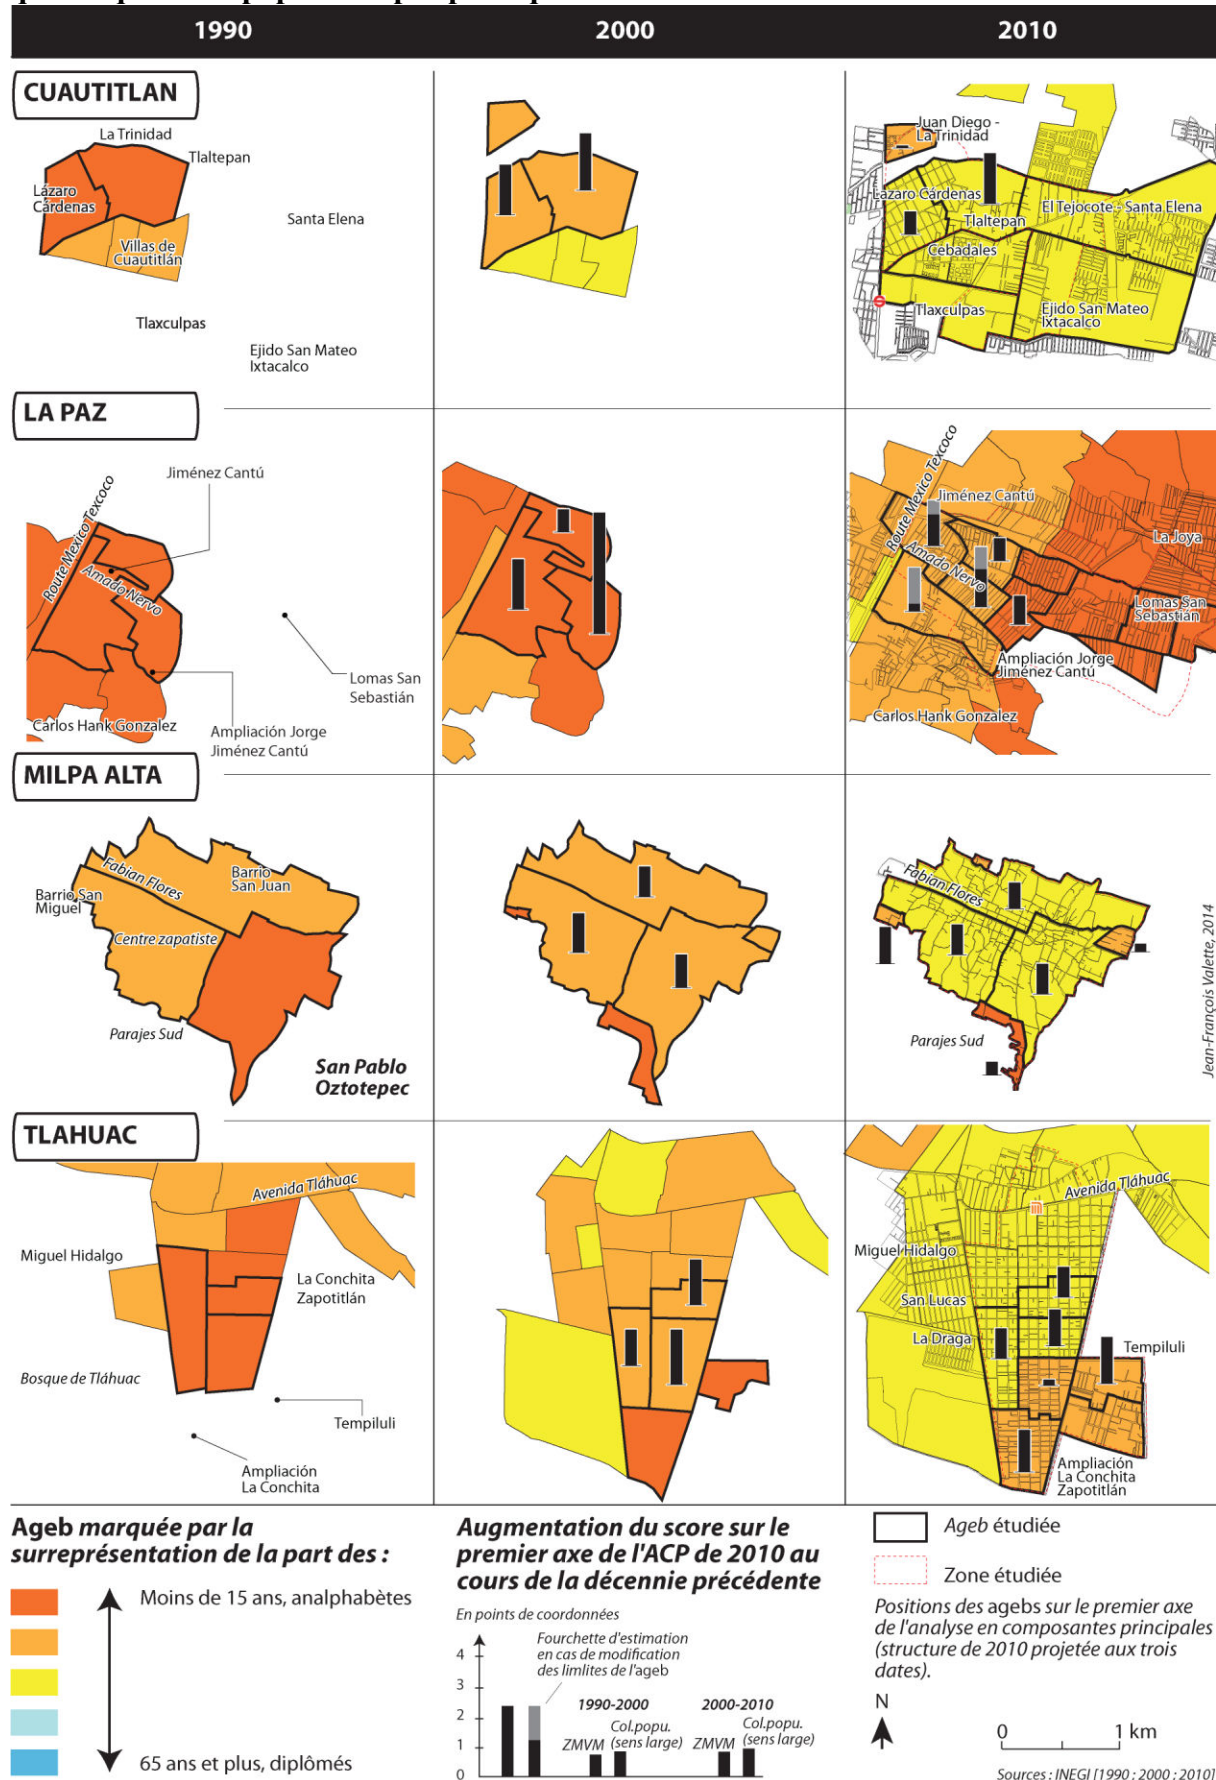 1990
2000
2010
CUAUTITLAN
La Trinidad
Tlaltepan
Lázaro
Cárdenas
Santa Elena
Villas de
Cuautitlán
Tlaxculpas
Ejido San Mateo
Ixtacalco
Juan Diego -
La Trinidad
Lázaro Cárdenas
El Tejocote - Santa Elena
Tlaltepan
Cebadales
Tlaxculpas
Ejido San Mateo
Ixtacalco
LA PAZ
Jiménez Cantú
Route Mexico Texcoco
Amado Nervo
Lomas San
Sebastián
Carlos Hank Gonzalez
Ampliación Jorge
Jiménez Cantú
Route Mexico Texcoco
Jiménez Cantú
La Joya
Amado Nervo
Lomas San
Sebastián
Ampliación Jorge
Jiménez Cantú
Carlos Hank Gonzalez
MILPA ALTA
Fabian Flores
Barrio
San Juan
Barrio San
Miguel
Centre zapatiste
Parajes Sud
San Pablo
Oztotepec
Fabian Flores
Parajes Sud
Jean-François Valette, 2014
TLAHUAC
Avenida Tláhuac
Miguel Hidalgo
La Conchita
Zapotitlán
Bosque de Tláhuac
Tempiluli
Ampliación
La Conchita
Avenida Tláhuac
Miguel Hidalgo
San Lucas
La Draga
Tempiluli
Ampliación
La Conchita
Zapotitlán
Ageb marquée par la
surreprésentation de la part des :
Moins de 15 ans, analphabètes
65 ans et plus, diplômés
Augmentation du score sur le
premier axe de l'ACP de 2010 au
cours de la décennie précédente
En points de coordonnées
Fourchette d'estimation
en cas de modification
des limlites de l'ageb
4
3
2
1
0
1990-2000
ZMVM
Col.popu.
(sens large)
2000-2010
ZMVM
Col.popu.
(sens large)
Ageb étudiée
Zone étudiée
Positions des agebs sur le premier axe
de l'analyse en composantes principales
(structure de 2010 projetée aux trois
dates).
N
0 1 km
Sources : INEGI [1990 ; 2000 ; 2010]